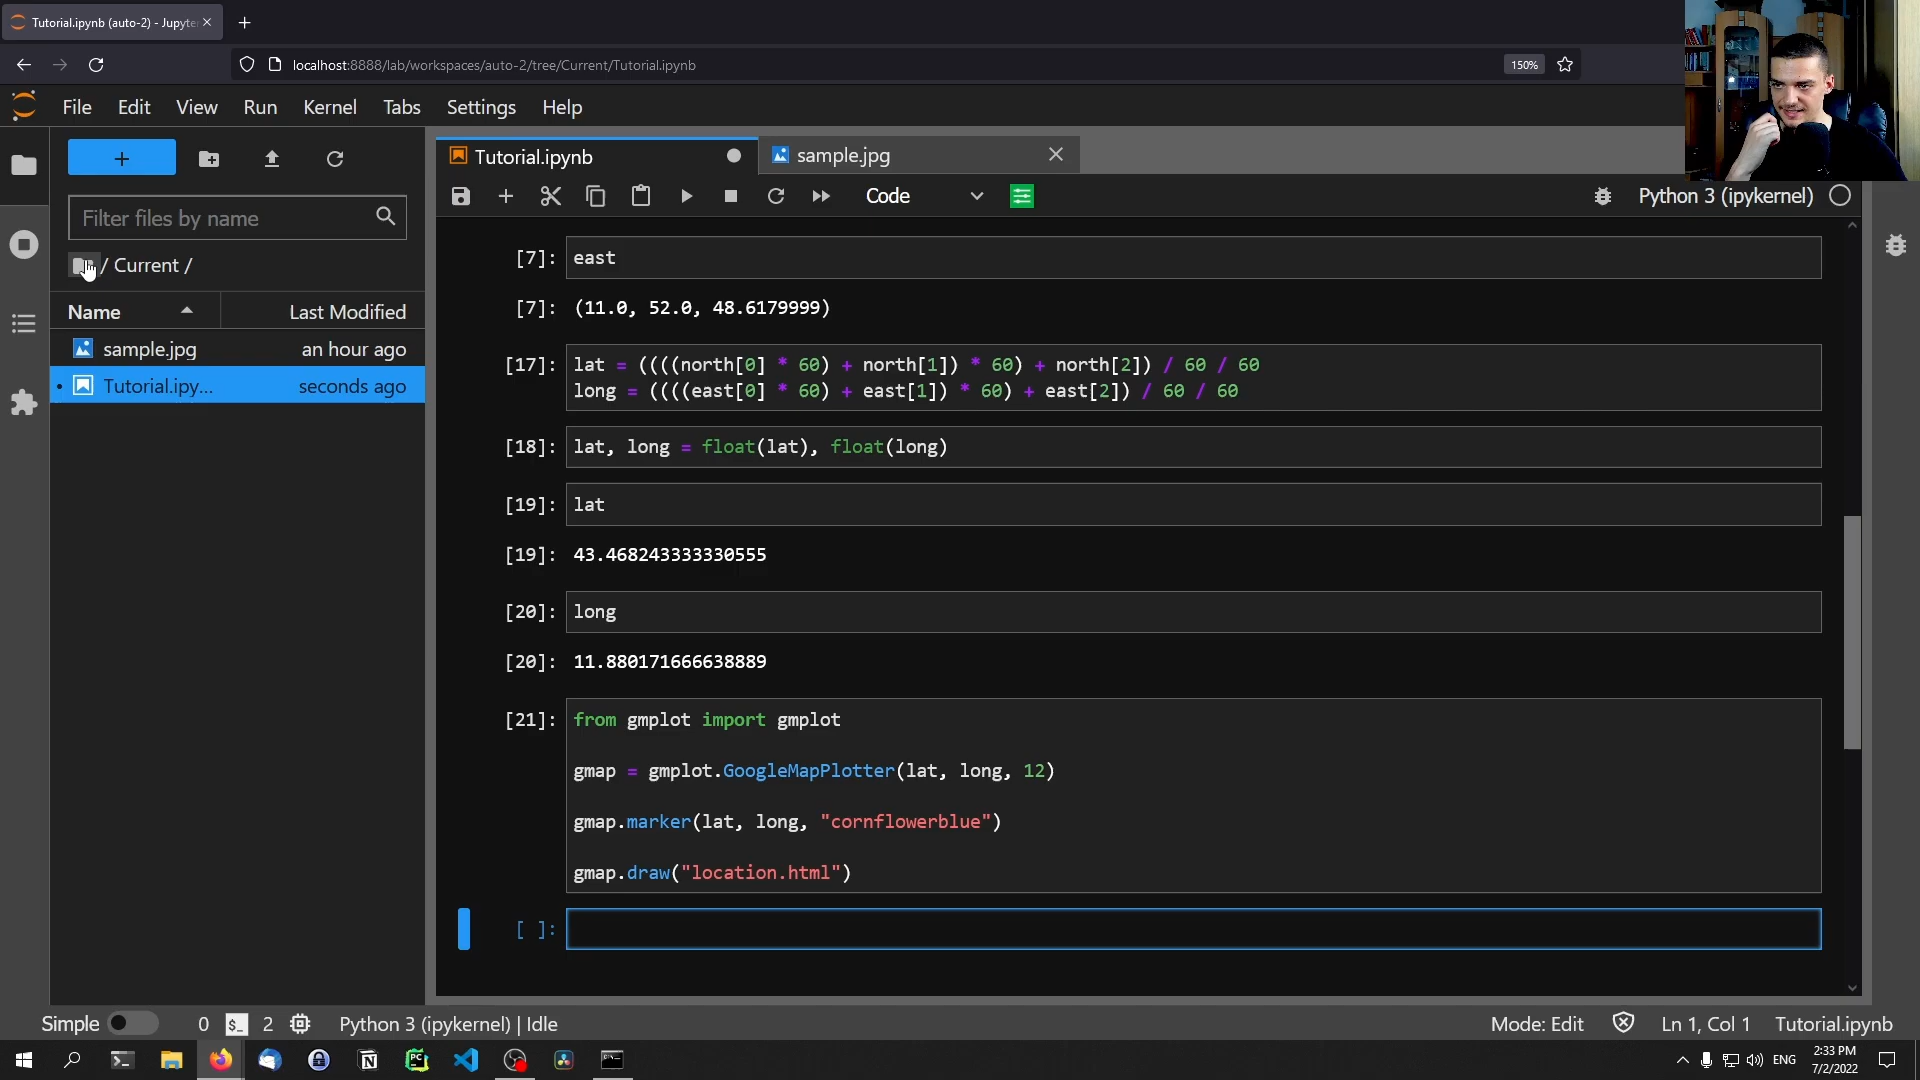 Tutorial.ipynb (auto-2) - Jupyte
localhost:8888/lab/workspaces/auto-2/tree/Current/Tutorial.ipynb
150%
File Edit View Run Kernel Tabs Settings Help
Tutorial.ipynb
sample.jpg
Code
Python 3 (ipykernel)
Filter files by name
/ Current /
Name
Last Modified
sample.jpg an hour ago
Tutorial.ipy... seconds ago
[7]: east
[7]: (11.0, 52.0, 48.6179999)
[17]: lat = ((((north[0] * 60) + north[1]) * 60) + north[2]) / 60 / 60
long = ((((east[0] * 60) + east[1]) * 60) + east[2]) / 60 / 60
[18]: lat, long = float(lat), float(long)
[19]: lat
[19]: 43.468243333330555
[20]: long
[20]: 11.880171666638889
[21]: from gmplot import gmplot
gmap = gmplot.GoogleMapPlotter(lat, long, 12)
gmap.marker(lat, long, "cornflowerblue")
gmap.draw("location.html")
[ ]:
Simple 0 $_ 2 Python 3 (ipykernel) | Idle
Mode: Edit Ln 1, Col 1 Tutorial.ipynb
ENG
2:33 PM
7/2/2022